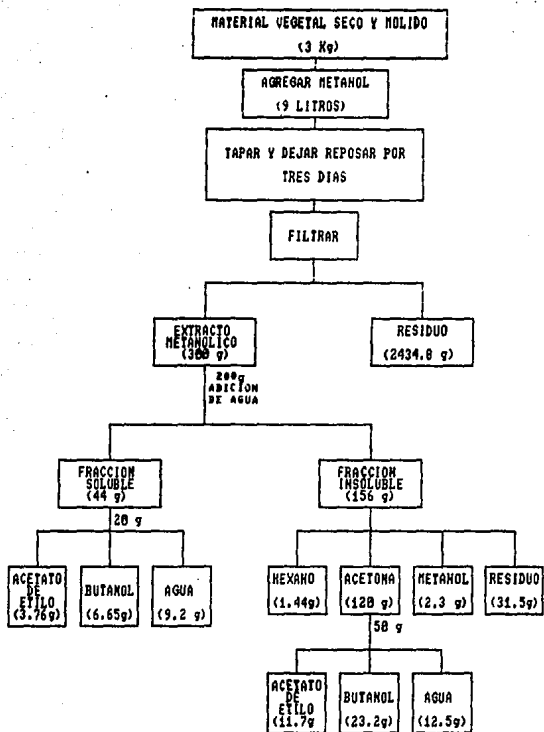 MATERIAL VEGETAL SECO Y MOLIDO
(3 Kg)
AGREGAR METANOL
(9 LITROS)
TAPAR Y DEJAR REPOSAR POR
TRES DIAS
FILTRAR
EXTRACTO
METANOLICO
(300 g)
RESIDUO
(2434.8 g)
200g
ADICION
DE AGUA
FRACCION
SOLUBLE
(44 g)
FRACCION
INSOLUBLE
(156 g)
20 g
ACETATO
DE
ETILO
(3.76g)
BUTANOL
(6.65g)
AGUA
(9.2 g)
HEXANO
(1.44g)
ACETONA
(120 g)
METANOL
(2.3 g)
RESIDUO
(31.5g)
50 g
ACETATO
DE
ETILO
(11.7g
BUTANOL
(23.2g)
AGUA
(12.5g)